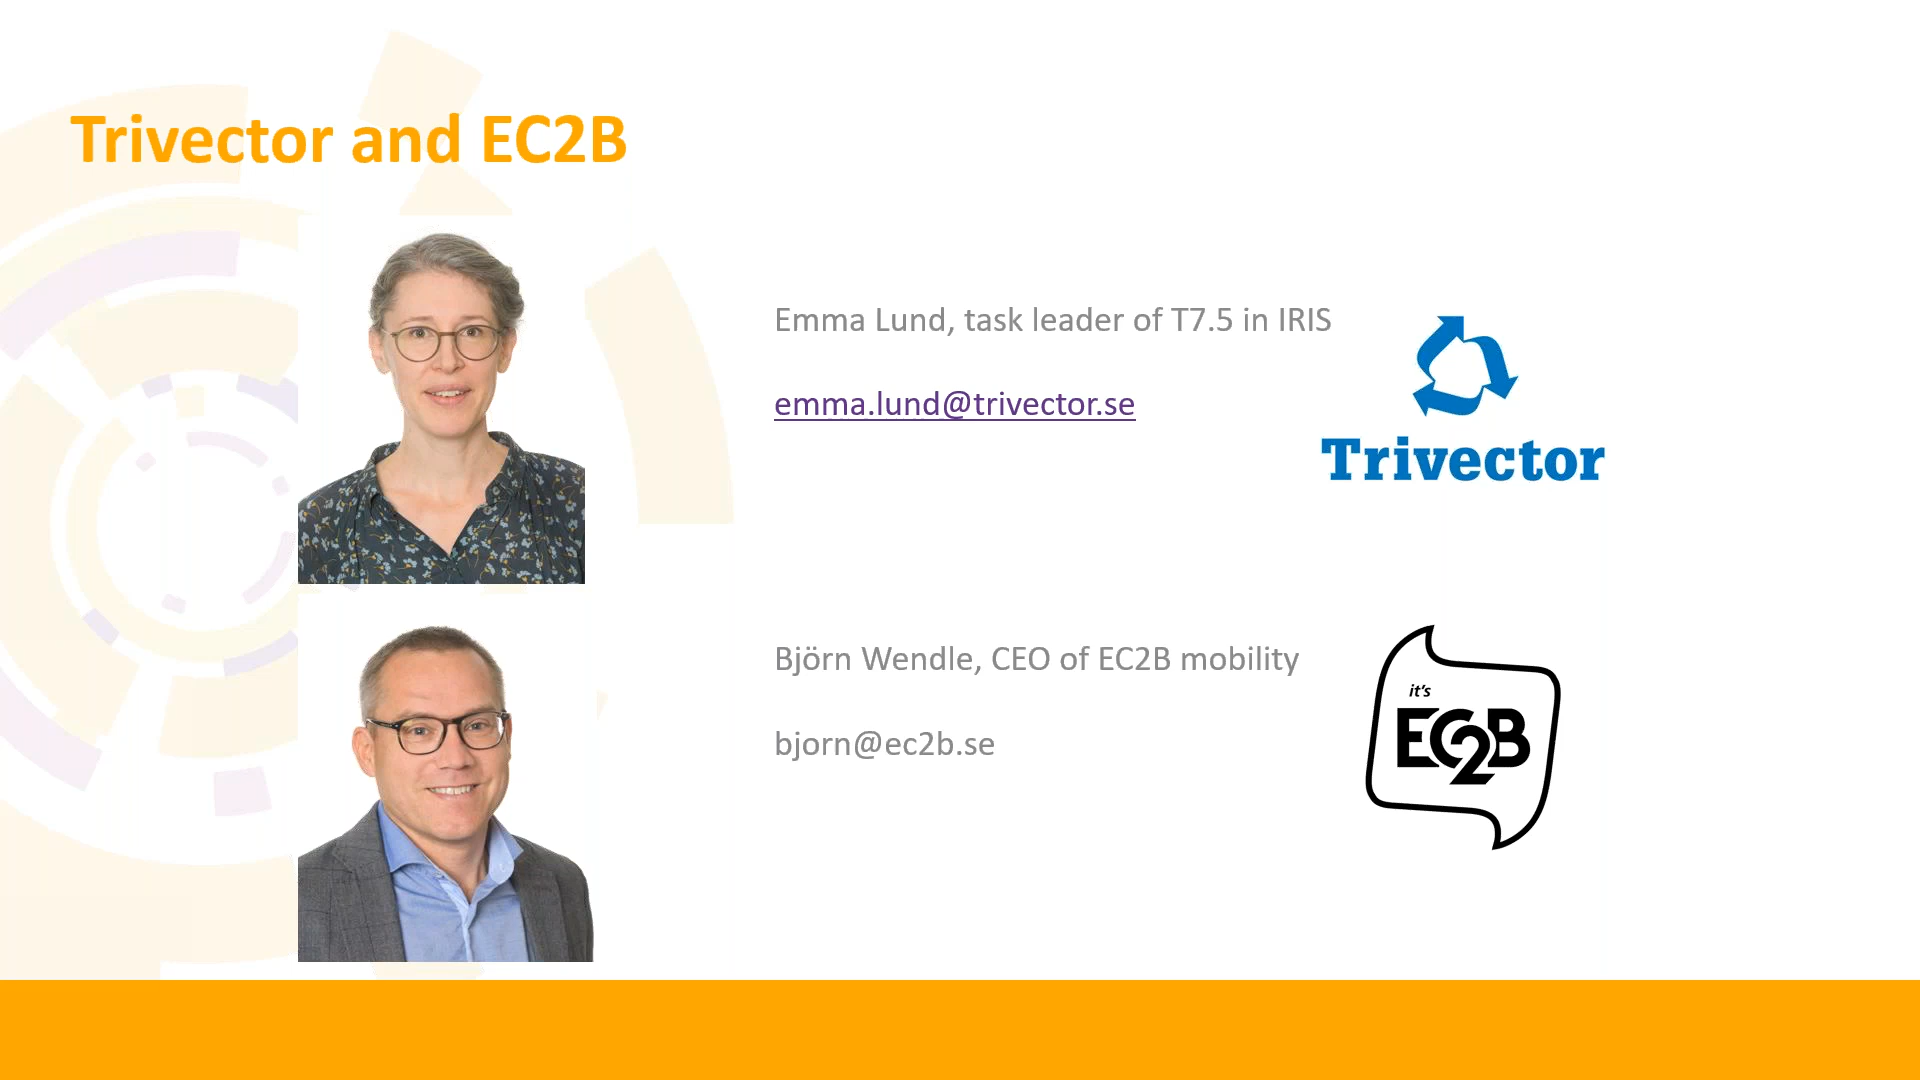 Trivector and EC2B
Emma Lund, task leader of T7.5 in IRIS
emma.lund@trivector.se
Trivector
Björn Wendle, CEO of EC2B mobility
bjorn@ec2b.se
it's
EC2B